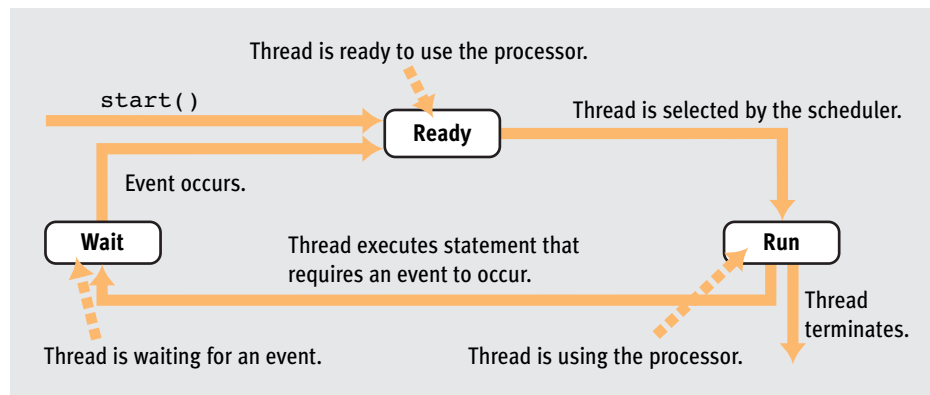 Thread is ready to use the processor.
start()
Thread is selected by the scheduler.
Ready
Event occurs.
Wait
Thread executes statement that
requires an event to occur.
Run
Thread
terminates.
Thread is waiting for an event.
Thread is using the processor.